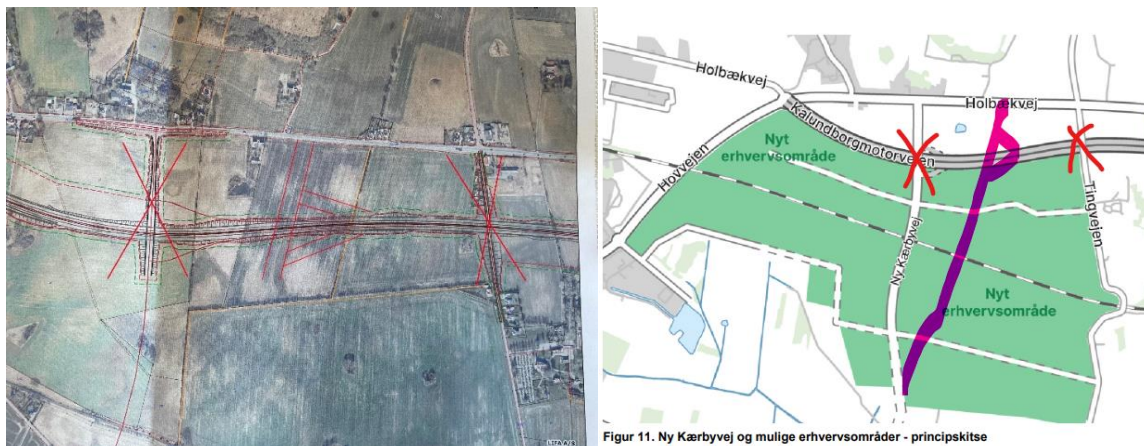 Holbækvej
Holbækvej
Kalundborgmotorvejen
Nyt
erhvervsområde
Hovvejen
Tingvejen
Ny Kærbyvej
Nyt
erhvervsområde
Figur 11. Ny Kærbyvej og mulige erhvervsområder - principskitse